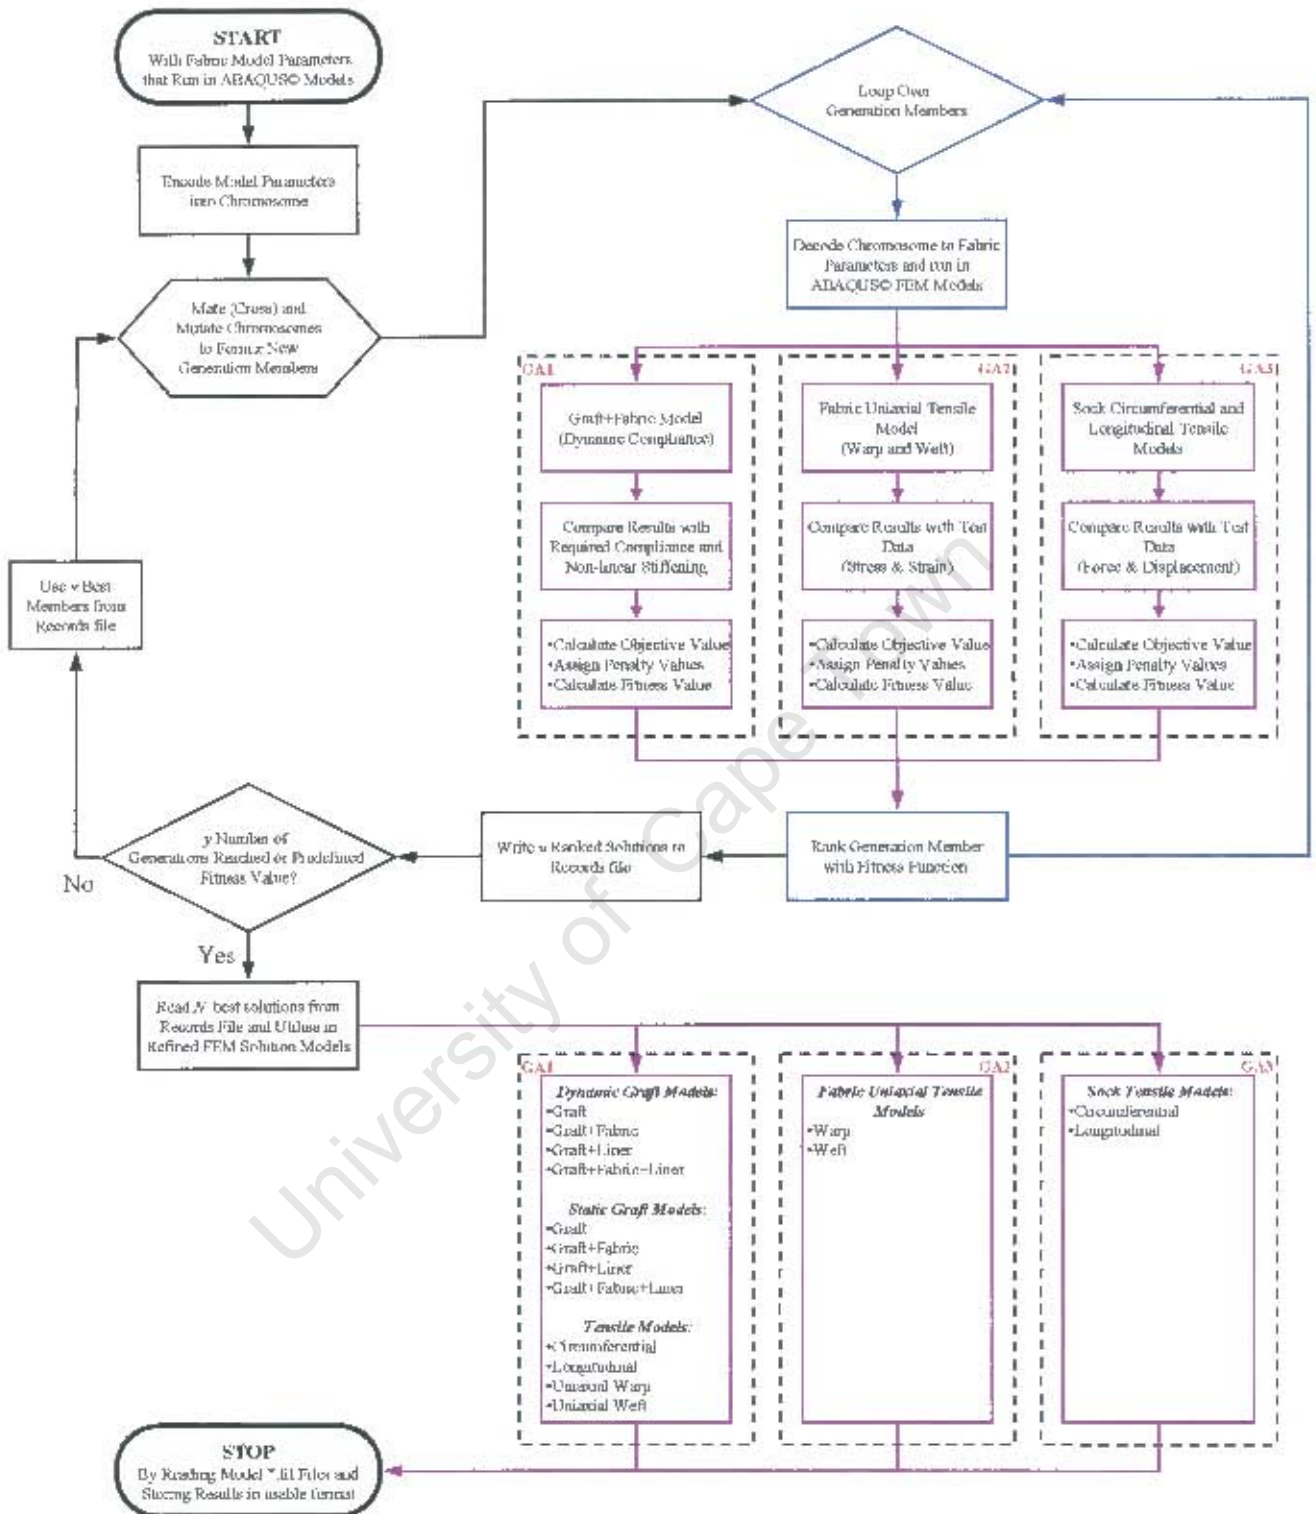 START
With Fabric Model Parameters
that Run in ABAQUS© Models
Encode Model Parameters
into Chromosome
Mate (Cross) and
Mutate Chromosomes
to Form x New
Generation Members
Loop Over
Generation Members
Decode Chromosome to Fabric
Parameters and run in
ABAQUS© FEM Models
GA1
Graft+Fabric Model
(Dynamic Compliance)
Compare Results with
Required Compliance and
Non-linear Stiffening
•Calculate Objective Value
•Assign Penalty Values
•Calculate Fitness Value
GA2
Fabric Uniaxial Tensile
Model
(Warp and Weft)
Compare Results with Test
Data
(Stress & Strain)
•Calculate Objective Value
•Assign Penalty Values
•Calculate Fitness Value
GA3
Sock Circumferential and
Longitudinal Tensile
Models
Compare Results with Test
Data
(Force & Displacement)
•Calculate Objective Value
•Assign Penalty Values
•Calculate Fitness Value
Rank Generation Member
with Fitness Function
Write Ranked Solutions to
Records file
y Number of
Generations Reached or Predefined
Fitness Value?
No
Use Best
Members from
Records file
Yes
Read N best solutions from
Records File and Utilise in
Refined FEM Solution Models
GA1
Dynamic Graft Models:
•Graft
•Graft+Fabric
•Graft+Liner
•Graft+Fabric+Liner
Static Graft Models:
•Graft
•Graft+Fabric
•Graft+Liner
•Graft+Fabric+Liner
Tensile Models:
•Circumferential
•Longitudinal
•Uniaxial Warp
•Uniaxial Weft
GA2
Fabric Uniaxial Tensile
Models
•Warp
•Weft
GA3
Sock Tensile Models:
•Circumferential
•Longitudinal
STOP
By Reading Model *.fil Files and
Storing Results in usable format
University of Cape Town